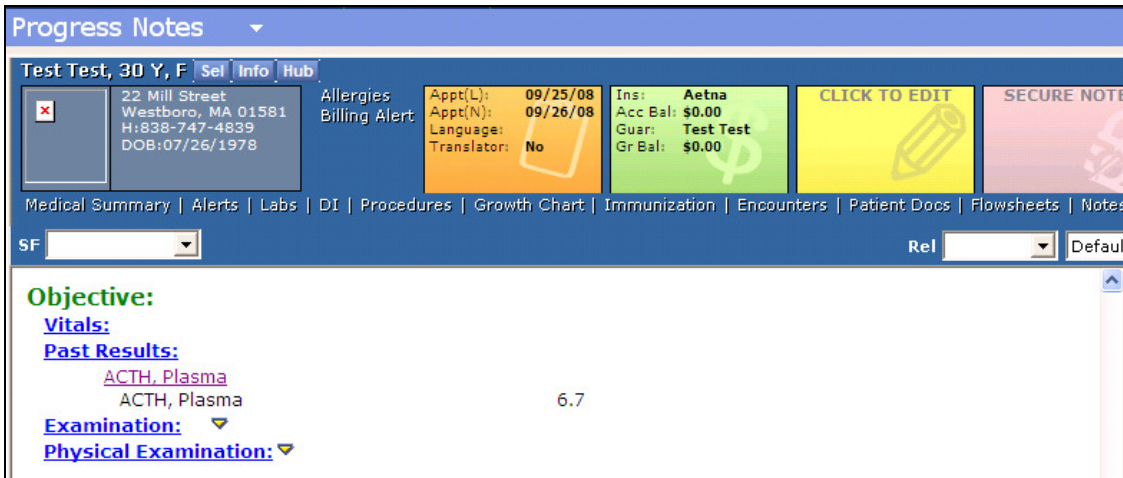 Progress Notes
Test Test, 30 Y, F Sel Info Hub
22 Mill Street
Westboro, MA 01581
H:838-747-4839
DOB:07/26/1978
Allergies
Billing Alert
Appt(L): 09/25/08
Appt(N): 09/26/08
Language:
Translator: No
Ins: Aetna
Acc Bal: $0.00
Guar: Test Test
Gr Bal: $0.00
CLICK TO EDIT
SECURE NOTE
Medical Summary | Alerts | Labs | DI | Procedures | Growth Chart | Immunization | Encounters | Patient Docs | Flowsheets | Notes
SF
Rel
Defaul
Objective:
Vitals:
Past Results:
ACTH, Plasma
ACTH, Plasma 6.7
Examination:
Physical Examination: